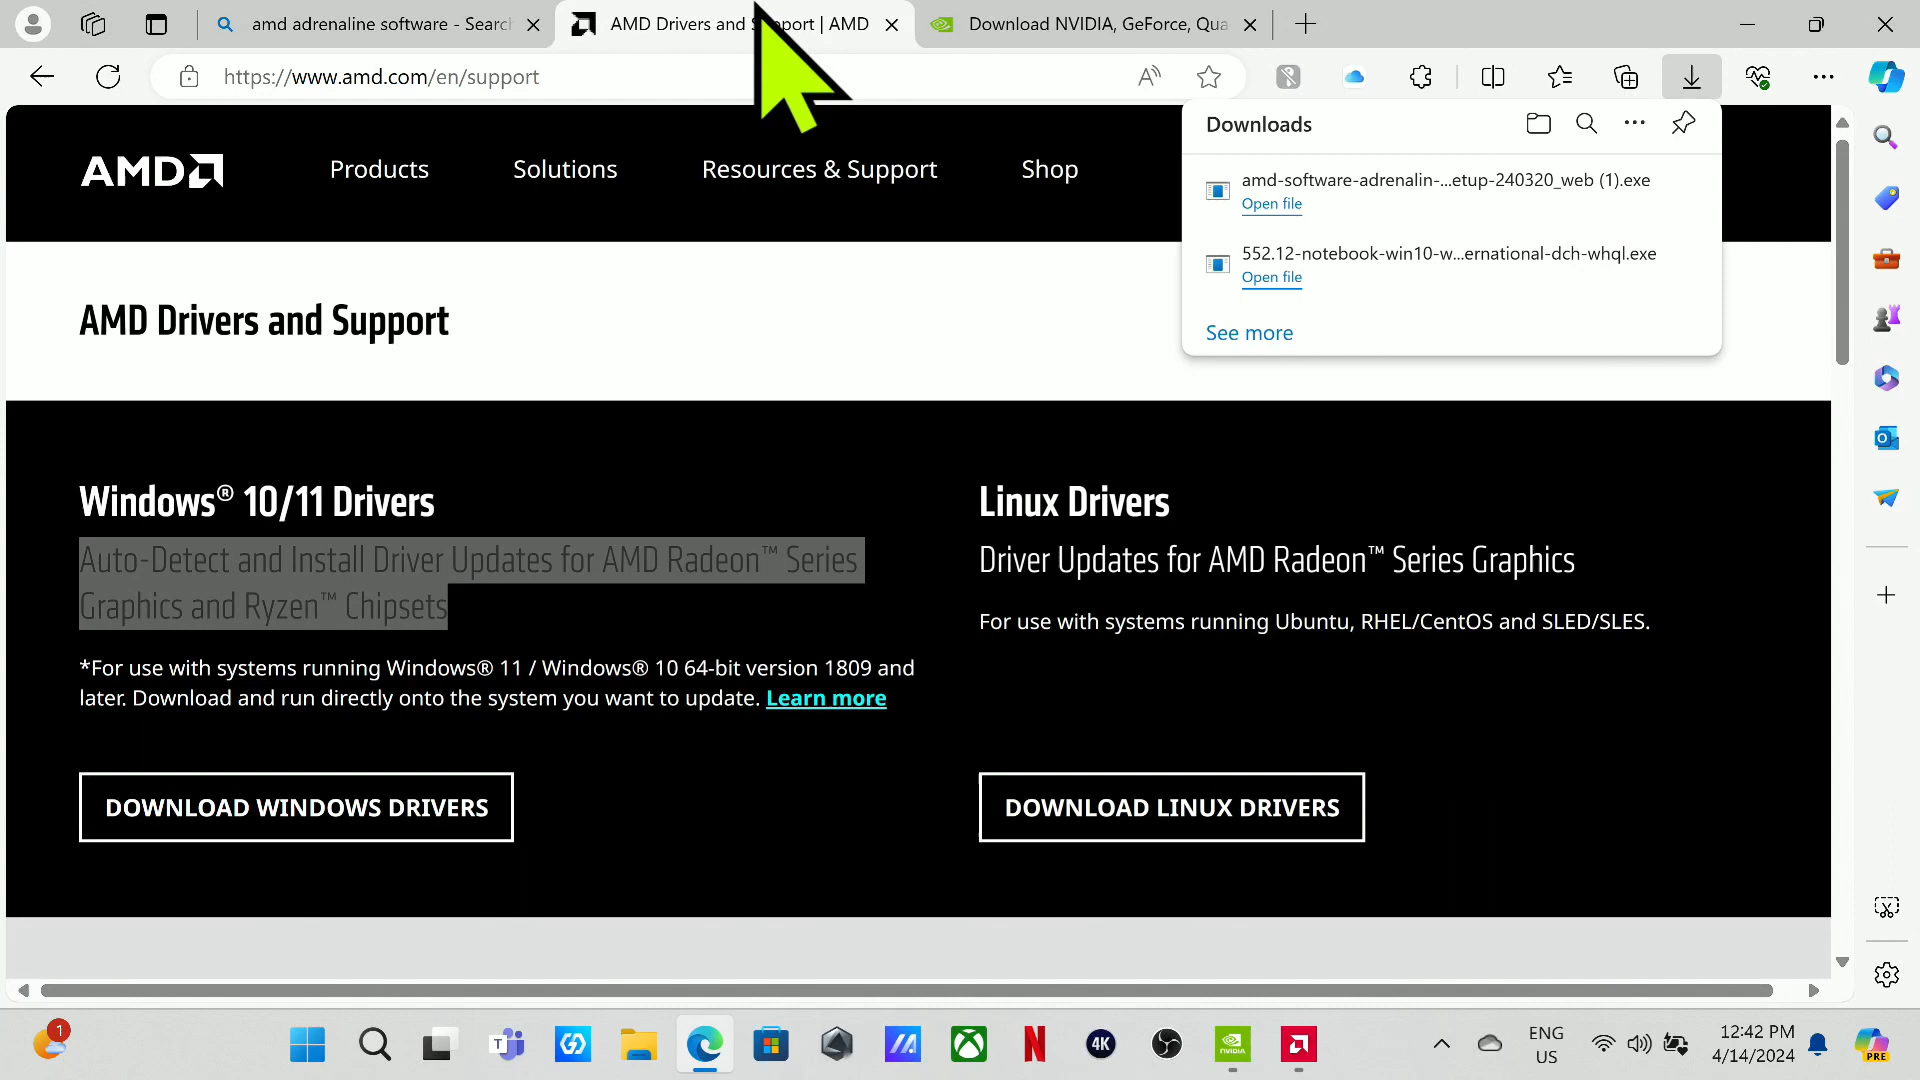 amd adrenaline software - Search
AMD Drivers and Support | AMD
Download NVIDIA, GeForce, Qua
https://www.amd.com/en/support
Downloads
amd-software-adrenalin-...etup-240320_web (1).exe
Open file
552.12-notebook-win10-w...ernational-dch-whql.exe
Open file
See more
AMD
Products
Solutions
Resources & Support
Shop
AMD Drivers and Support
Windows® 10/11 Drivers
Auto-Detect and Install Driver Updates for AMD Radeon™ Series
Graphics and Ryzen™ Chipsets
*For use with systems running Windows® 11 / Windows® 10 64-bit version 1809 and
later. Download and run directly onto the system you want to update. Learn more
DOWNLOAD WINDOWS DRIVERS
Linux Drivers
Driver Updates for AMD Radeon™ Series Graphics
For use with systems running Ubuntu, RHEL/CentOS and SLED/SLES.
DOWNLOAD LINUX DRIVERS
1
4K
NVIDIA
ENG
US
12:42 PM
4/14/2024
PRE